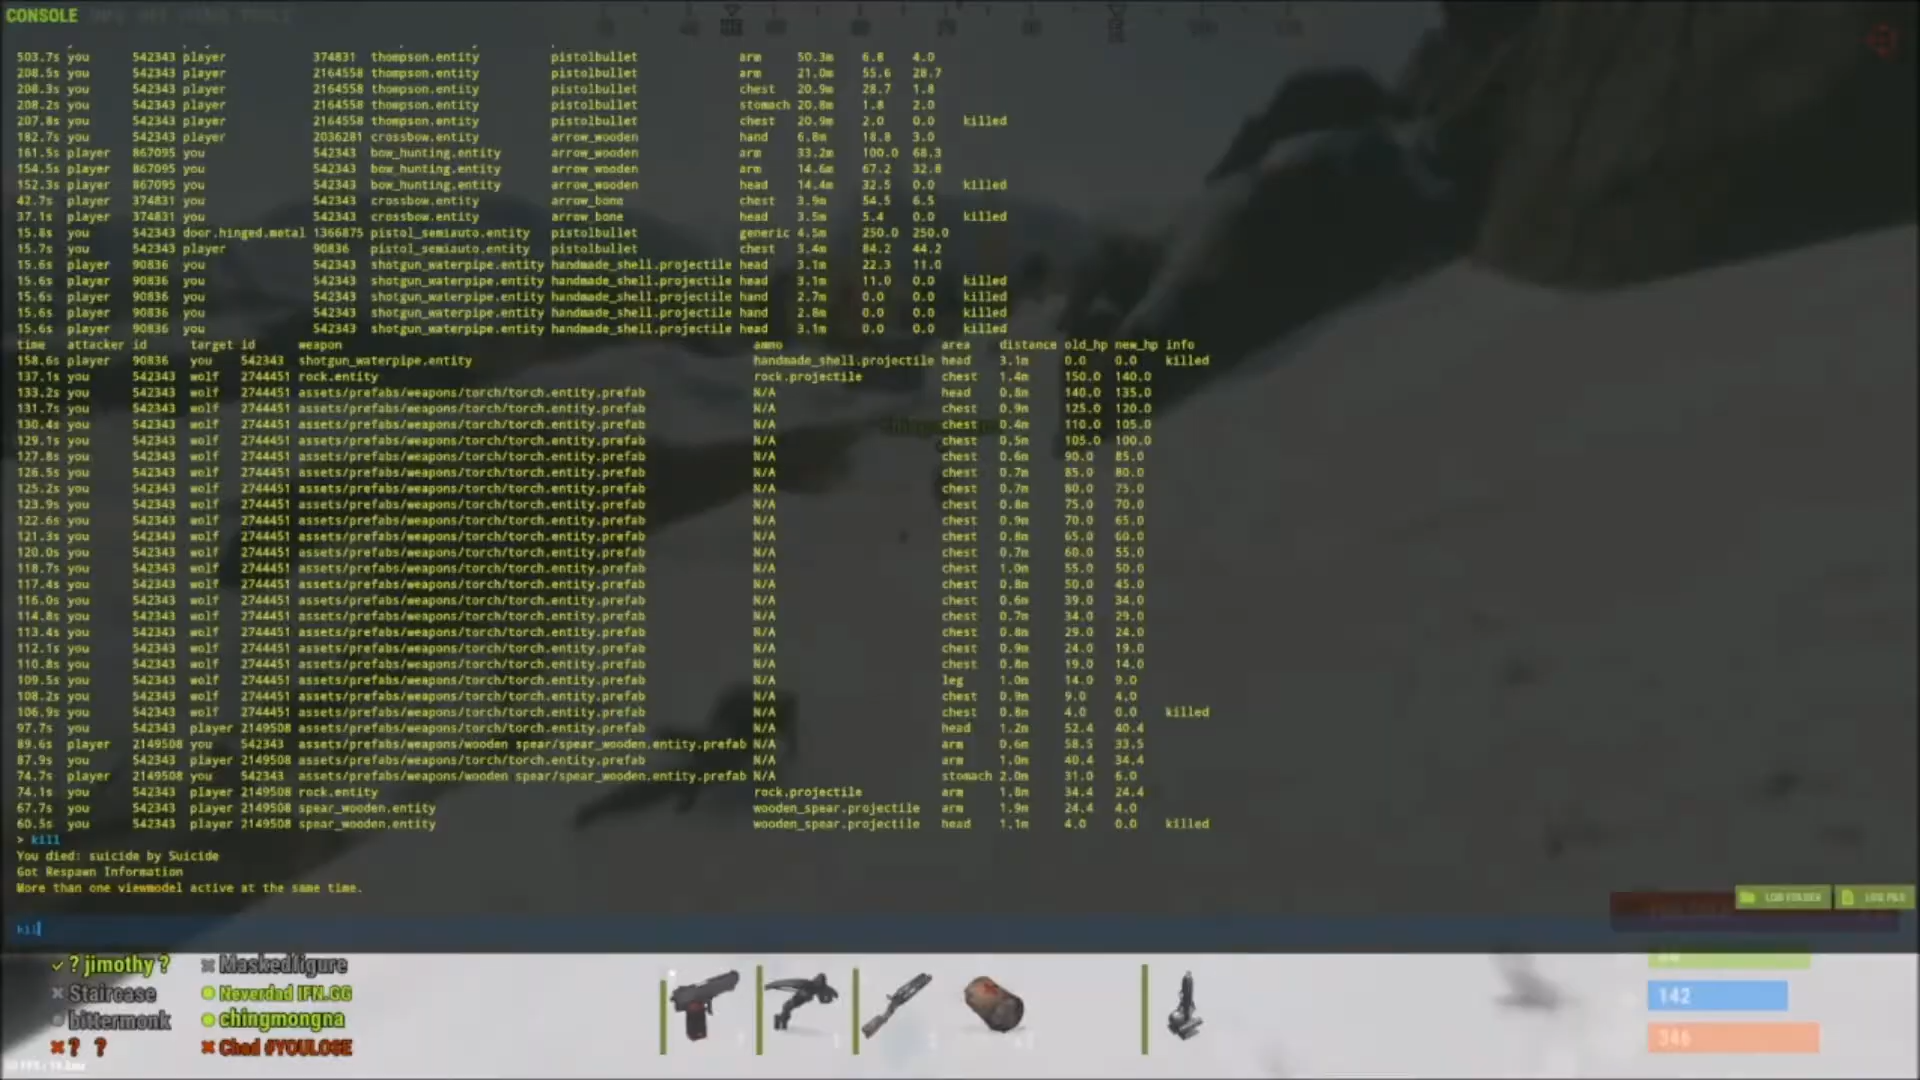 CONSOLE
503.7s you 542343 player 374831 thompson.entity pistolbullet arm 50.3m 6.8 4.0
208.5s you 542343 player 2164558 thompson.entity pistolbullet arm 21.0m 55.6 28.7
208.3s you 542343 player 2164558 thompson.entity pistolbullet chest 20.9m 28.7 1.8
208.2s you 542343 player 2164558 thompson.entity pistolbullet stomach 20.8m 1.8 2.0
207.8s you 542343 player 2164558 thompson.entity pistolbullet chest 20.9m 2.0 0.0 killed
182.7s you 542343 player 2036281 crossbow.entity arrow_wooden hand 6.8m 18.8 3.0
161.5s player 867095 you 542343 bow_hunting.entity arrow_wooden arm 33.2m 100.0 68.3
154.5s player 867095 you 542343 bow_hunting.entity arrow_wooden arm 14.6m 67.2 32.8
152.3s player 867095 you 542343 bow_hunting.entity arrow_wooden head 14.4m 32.5 0.0 killed
42.7s player 374831 you 542343 crossbow.entity arrow_bone chest 3.9m 54.5 6.5
37.1s player 374831 you 542343 crossbow.entity arrow_bone head 3.5m 5.4 0.0 killed
15.8s you 542343 door.hinged.metal 1366875 pistol_semiauto.entity pistolbullet generic 4.5m 250.0 250.0
15.7s you 542343 player 90836 pistol_semiauto.entity pistolbullet chest 3.4m 84.2 44.2
15.6s player 90836 you 542343 shotgun_waterpipe.entity handmade_shell.projectile head 3.1m 22.3 11.0
15.6s player 90836 you 542343 shotgun_waterpipe.entity handmade_shell.projectile head 3.1m 11.0 0.0 killed
15.6s player 90836 you 542343 shotgun_waterpipe.entity handmade_shell.projectile hand 2.7m 0.0 0.0 killed
15.6s player 90836 you 542343 shotgun_waterpipe.entity handmade_shell.projectile hand 2.8m 0.0 0.0 killed
15.6s player 90836 you 542343 shotgun_waterpipe.entity handmade_shell.projectile head 3.1m 0.0 0.0 killed
time attacker id target id weapon ammo area distance old_hp new_hp info
158.6s player 90836 you 542343 shotgun_waterpipe.entity handmade_shell.projectile head 3.1m 0.0 0.0 killed
137.1s you 542343 wolf 2744451 rock.entity rock.projectile chest 1.4m 150.0 140.0
133.2s you 542343 wolf 2744451 assets/prefabs/weapons/torch/torch.entity.prefab N/A head 0.8m 140.0 135.0
131.7s you 542343 wolf 2744451 assets/prefabs/weapons/torch/torch.entity.prefab N/A chest 0.9m 125.0 120.0
130.4s you 542343 wolf 2744451 assets/prefabs/weapons/torch/torch.entity.prefab N/A chest 0.4m 110.0 105.0
129.1s you 542343 wolf 2744451 assets/prefabs/weapons/torch/torch.entity.prefab N/A chest 0.5m 105.0 100.0
127.8s you 542343 wolf 2744451 assets/prefabs/weapons/torch/torch.entity.prefab N/A chest 0.6m 90.0 85.0
126.5s you 542343 wolf 2744451 assets/prefabs/weapons/torch/torch.entity.prefab N/A chest 0.7m 85.0 80.0
125.2s you 542343 wolf 2744451 assets/prefabs/weapons/torch/torch.entity.prefab N/A chest 0.7m 80.0 75.0
123.9s you 542343 wolf 2744451 assets/prefabs/weapons/torch/torch.entity.prefab N/A chest 0.8m 75.0 70.0
122.6s you 542343 wolf 2744451 assets/prefabs/weapons/torch/torch.entity.prefab N/A chest 0.9m 70.0 65.0
121.3s you 542343 wolf 2744451 assets/prefabs/weapons/torch/torch.entity.prefab N/A chest 0.8m 65.0 60.0
120.0s you 542343 wolf 2744451 assets/prefabs/weapons/torch/torch.entity.prefab N/A chest 0.7m 60.0 55.0
118.7s you 542343 wolf 2744451 assets/prefabs/weapons/torch/torch.entity.prefab N/A chest 1.0m 55.0 50.0
117.4s you 542343 wolf 2744451 assets/prefabs/weapons/torch/torch.entity.prefab N/A chest 0.8m 50.0 45.0
116.0s you 542343 wolf 2744451 assets/prefabs/weapons/torch/torch.entity.prefab N/A chest 0.6m 39.0 34.0
114.8s you 542343 wolf 2744451 assets/prefabs/weapons/torch/torch.entity.prefab N/A chest 0.7m 34.0 29.0
113.4s you 542343 wolf 2744451 assets/prefabs/weapons/torch/torch.entity.prefab N/A chest 0.8m 29.0 24.0
112.1s you 542343 wolf 2744451 assets/prefabs/weapons/torch/torch.entity.prefab N/A chest 0.9m 24.0 19.0
110.8s you 542343 wolf 2744451 assets/prefabs/weapons/torch/torch.entity.prefab N/A chest 0.8m 19.0 14.0
109.5s you 542343 wolf 2744451 assets/prefabs/weapons/torch/torch.entity.prefab N/A leg 1.0m 14.0 9.0
108.2s you 542343 wolf 2744451 assets/prefabs/weapons/torch/torch.entity.prefab N/A chest 0.9m 9.0 4.0
106.9s you 542343 wolf 2744451 assets/prefabs/weapons/torch/torch.entity.prefab N/A chest 0.8m 4.0 0.0 killed
97.7s you 542343 player 2149508 assets/prefabs/weapons/torch/torch.entity.prefab N/A head 1.2m 52.4 40.4
89.6s player 2149508 you 542343 assets/prefabs/weapons/wooden spear/spear_wooden.entity.prefab N/A arm 0.6m 58.5 33.5
87.9s you 542343 player 2149508 assets/prefabs/weapons/torch/torch.entity.prefab N/A arm 1.0m 40.4 34.4
74.7s player 2149508 you 542343 assets/prefabs/weapons/wooden spear/spear_wooden.entity.prefab N/A stomach 2.0m 31.0 6.0
74.1s you 542343 player 2149508 rock.entity rock.projectile arm 1.8m 34.4 24.4
67.7s you 542343 player 2149508 spear_wooden.entity wooden_spear.projectile arm 1.9m 24.4 4.0
60.5s you 542343 player 2149508 spear_wooden.entity wooden_spear.projectile head 1.1m 4.0 0.0 killed
> kill
You died: suicide by Suicide
Got Respawn Information
More than one viewmodel active at the same time.
LOG FOLDER LOG FILE
kil
? jimothy ? Maskedfigure
Staircase Neverdad IFN.GG
bittermonk chingmongna
? ? Chad #YOULOSE
142
346